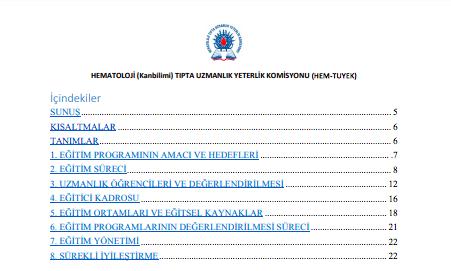 HEMATOLOJİ (Kanbilimi) TIPTA UZMANLIK YETERLİK KOMİSYONU (HEM-TUYEK)
İçindekiler
SUNUŞ 5
KISALTMALAR 6
TANIMLAR 6
1. EĞİTİM PROGRAMININ AMACI VE HEDEFLERİ 7
2. EĞİTİM SÜRECİ 8
3. UZMANLIK ÖĞRENCİLERİ VE DEĞERLENDİRİLMESİ 12
4. EĞİTİCİ KADROSU 16
5. EĞİTİM ORTAMLARI VE EĞİTSEL KAYNAKLAR 18
6. EĞİTİM PROGRAMLARININ DEĞERLENDİRİLMESİ SÜRECİ 21
7. EĞİTİM YÖNETİMİ 22
8. SÜREKLİ İYİLEŞTİRME 22